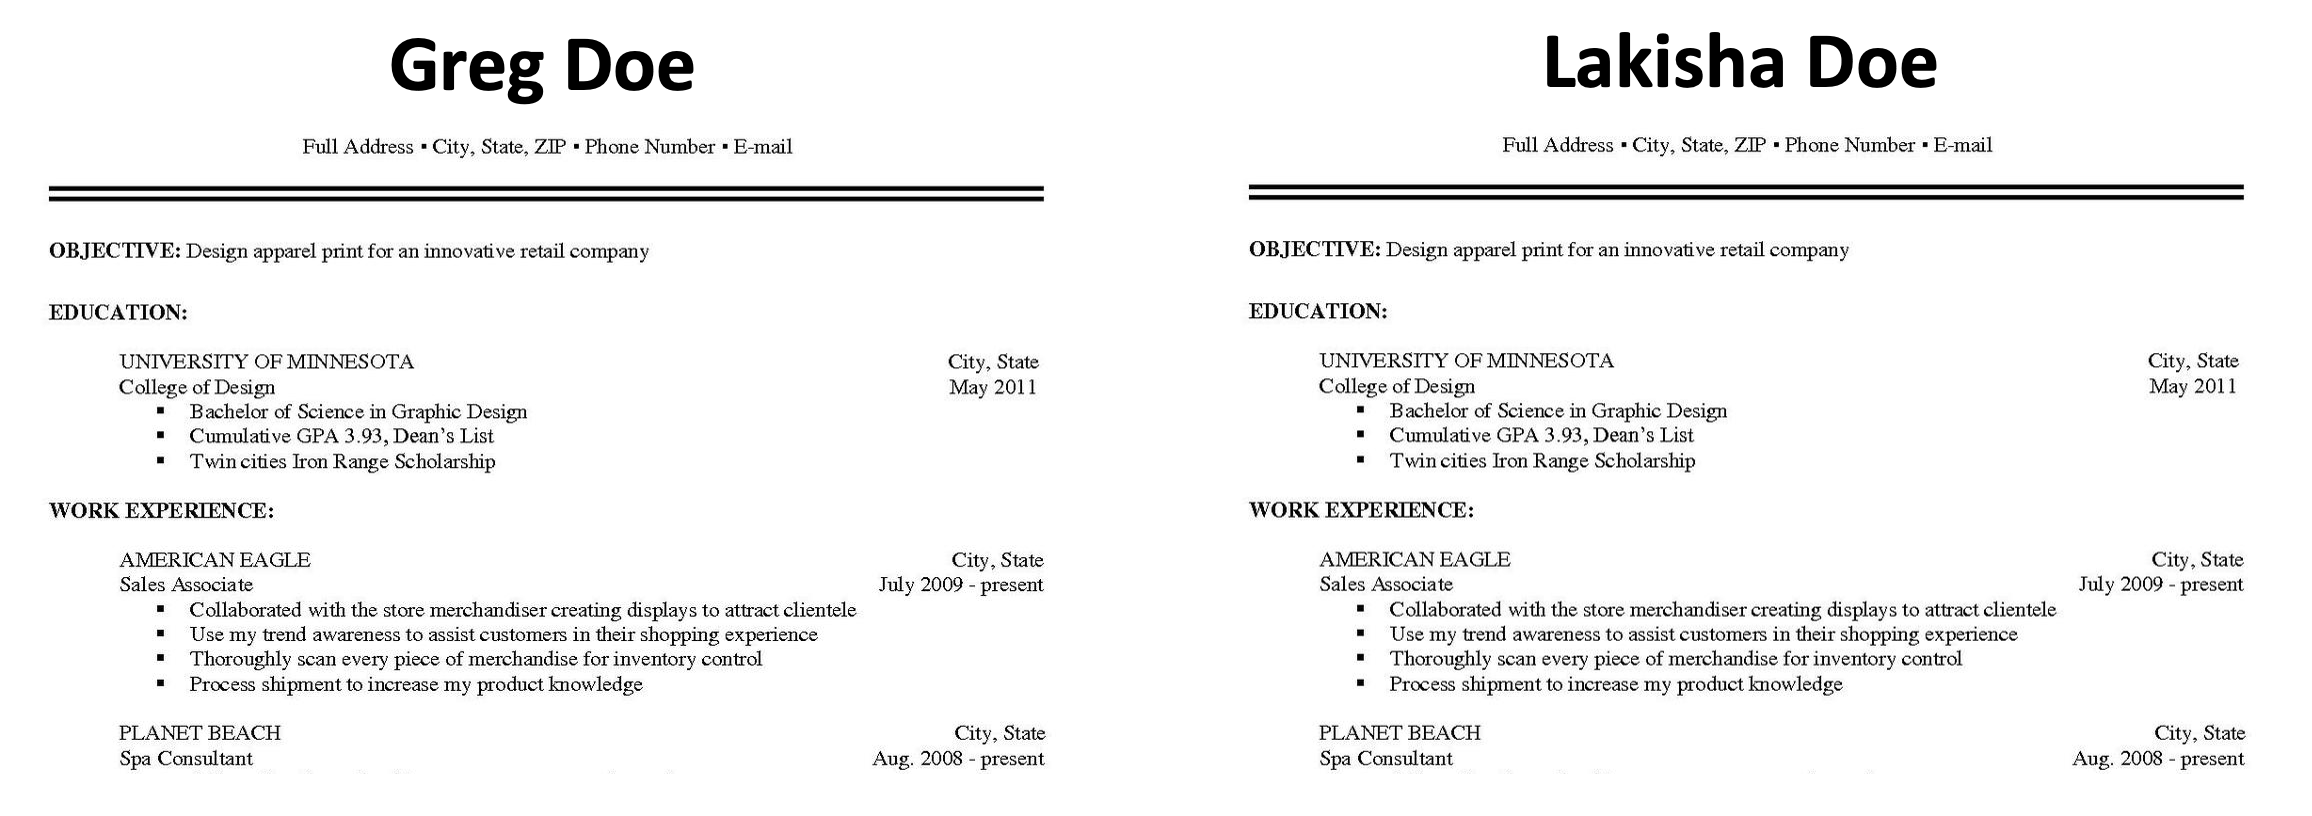 Greg Doe
Full Address ▪ City, State, ZIP ▪ Phone Number ▪ E-mail
OBJECTIVE: Design apparel print for an innovative retail company
EDUCATION:
UNIVERSITY OF MINNESOTA City, State
College of Design May 2011
▪ Bachelor of Science in Graphic Design
▪ Cumulative GPA 3.93, Dean's List
▪ Twin cities Iron Range Scholarship
WORK EXPERIENCE:
AMERICAN EAGLE City, State
Sales Associate July 2009 - present
▪ Collaborated with the store merchandiser creating displays to attract clientele
▪ Use my trend awareness to assist customers in their shopping experience
▪ Thoroughly scan every piece of merchandise for inventory control
▪ Process shipment to increase my product knowledge
PLANET BEACH City, State
Spa Consultant Aug. 2008 - present
Lakisha Doe
Full Address ▪ City, State, ZIP ▪ Phone Number ▪ E-mail
OBJECTIVE: Design apparel print for an innovative retail company
EDUCATION:
UNIVERSITY OF MINNESOTA City, State
College of Design May 2011
▪ Bachelor of Science in Graphic Design
▪ Cumulative GPA 3.93, Dean's List
▪ Twin cities Iron Range Scholarship
WORK EXPERIENCE:
AMERICAN EAGLE City, State
Sales Associate July 2009 - present
▪ Collaborated with the store merchandiser creating displays to attract clientele
▪ Use my trend awareness to assist customers in their shopping experience
▪ Thoroughly scan every piece of merchandise for inventory control
▪ Process shipment to increase my product knowledge
PLANET BEACH City, State
Spa Consultant Aug. 2008 - present